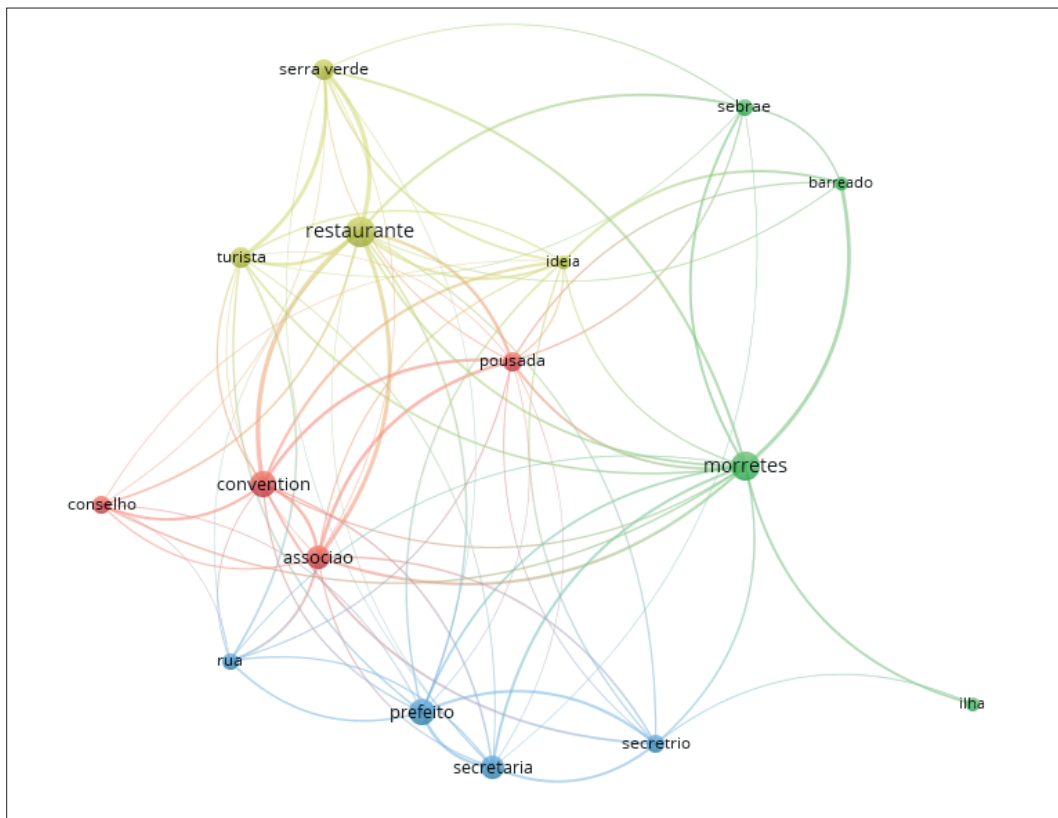 serra verde
sebrae
barreado
restaurante
turista
ideia
pousada
morretes
convention
conselho
associao
rua
ilha
prefeito
secretrio
secretaria